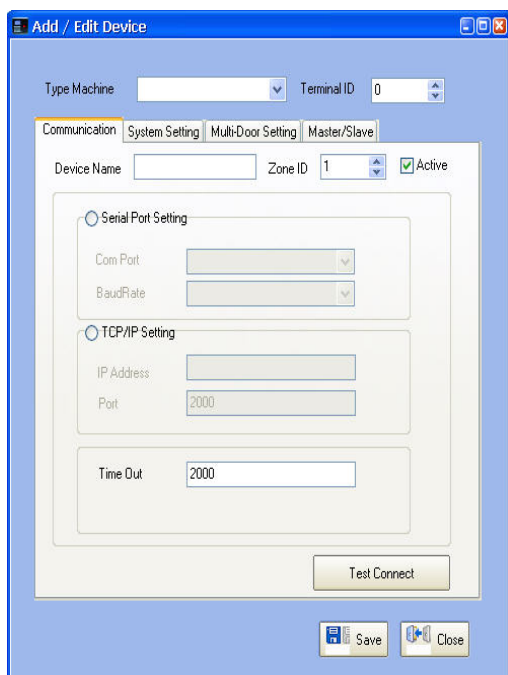 Add / Edit Device
Type Machine Terminal ID 0
Communication System Setting Multi-Door Setting Master/Slave
Device Name Zone ID 1 Active
Serial Port Setting
Com Port
BaudRate
TCP/IP Setting
IP Address
Port 2000
Time Out 2000
Test Connect
Save Close